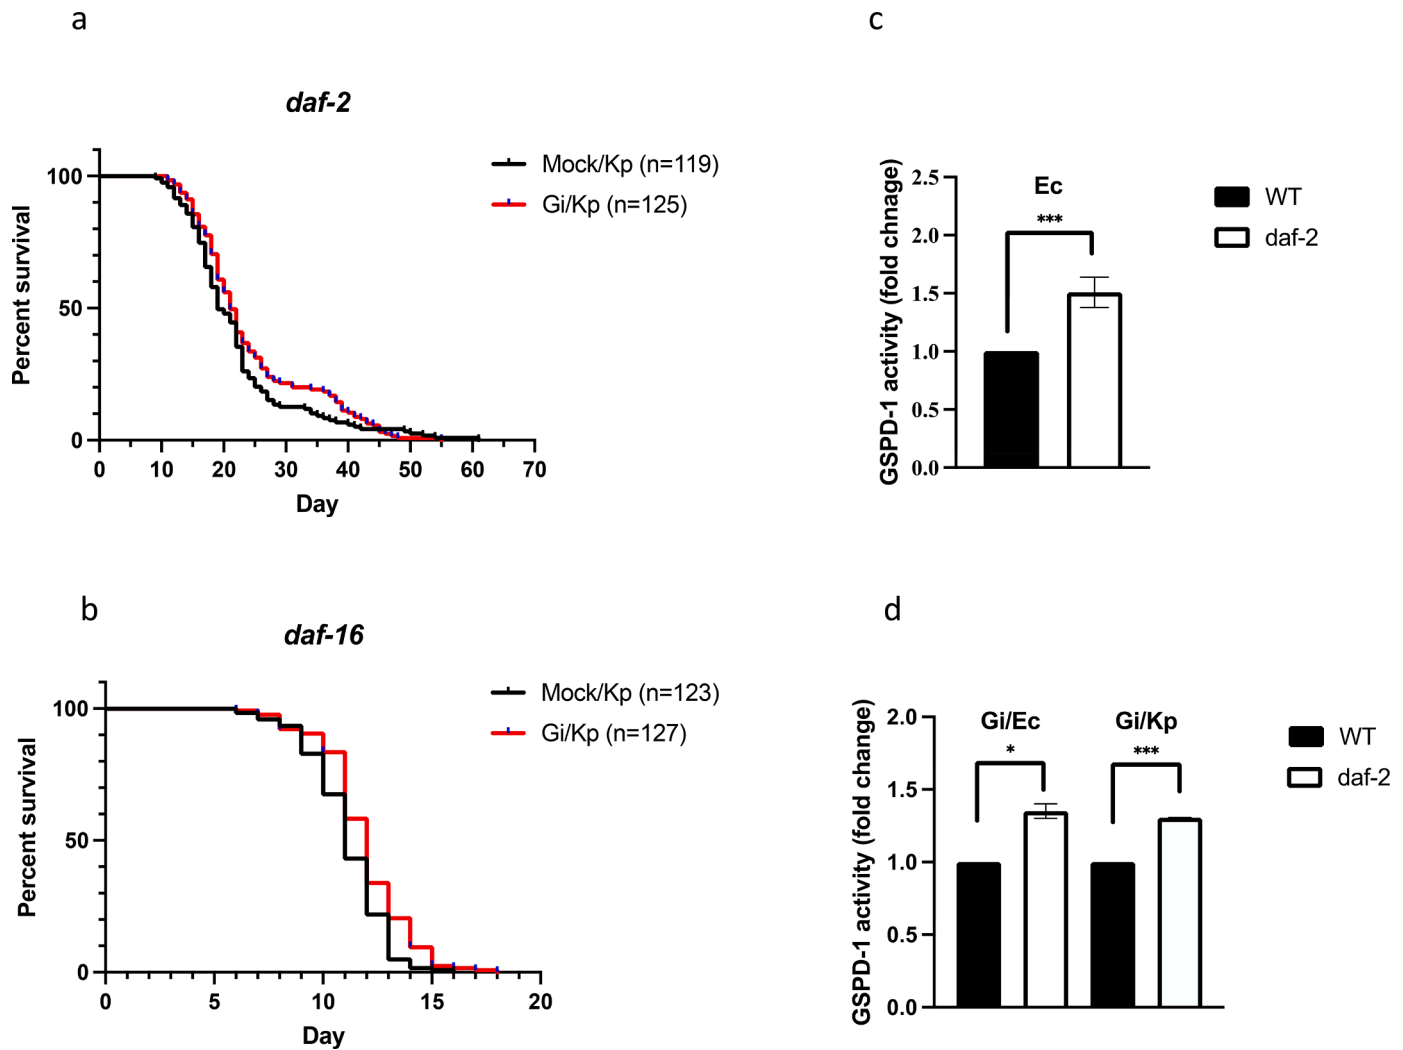 a
daf-2
Percent survival
100
50
0
0 10 20 30 40 50 60 70
Day
Mock/Kp (n=119)
Gi/Kp (n=125)
b
daf-16
Percent survival
100
50
0
0 5 10 15 20
Day
Mock/Kp (n=123)
Gi/Kp (n=127)
c
GSPD-1 activity (fold chnage)
2.5
2.0
1.5
1.0
0.5
0.0
Ec
***
WT
daf-2
d
GSPD-1 activity (fold change)
2.0
1.5
1.0
0.5
0.0
Gi/Ec Gi/Kp
* ***
WT
daf-2